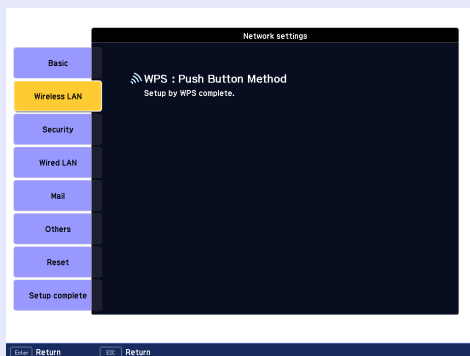 Network settings
Basic
Wireless LAN
Security
Wired LAN
Mail
Others
Reset
Setup complete
WPS : Push Button Method
Setup by WPS complete.
Enter Return
ESC Return